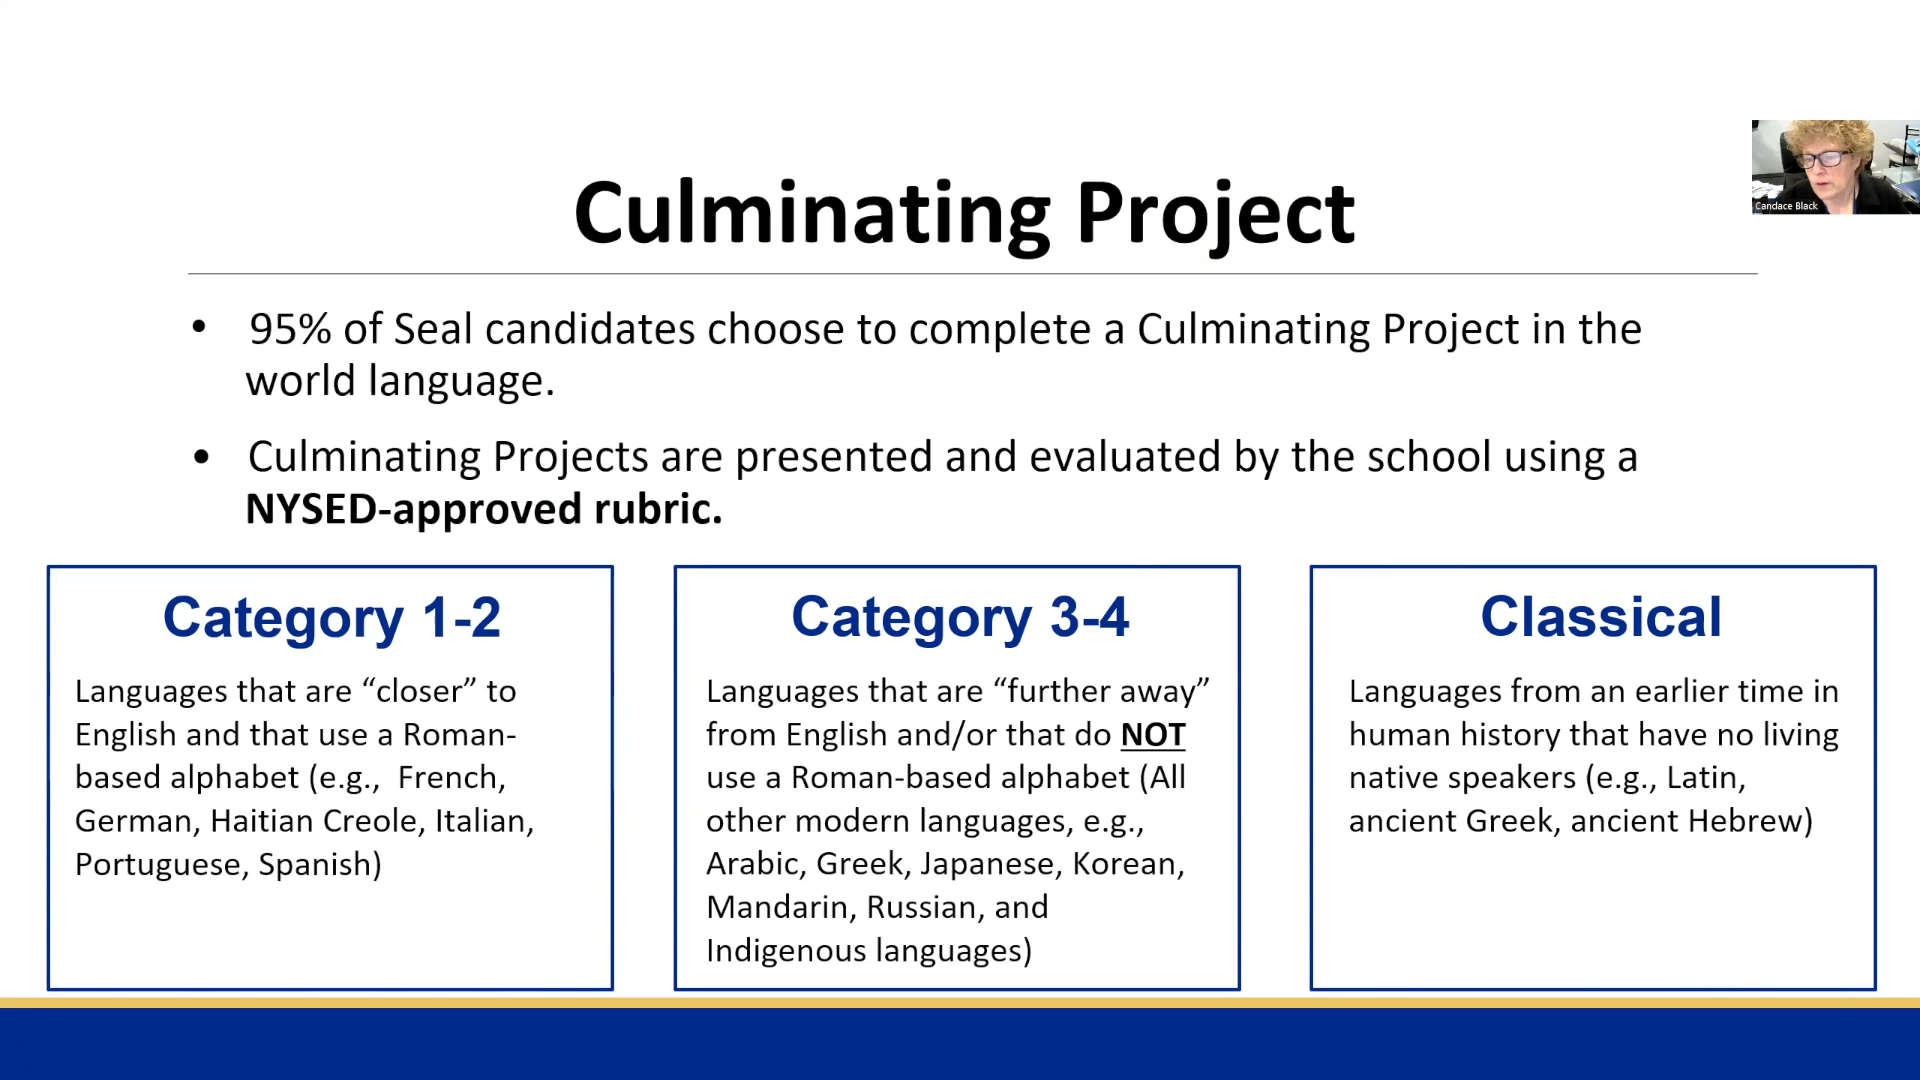 Candace Black
Culminating Project
• 95% of Seal candidates choose to complete a Culminating Project in the
world language.
• Culminating Projects are presented and evaluated by the school using a
NYSED-approved rubric.
Category 1-2
Languages that are “closer” to
English and that use a Roman-
based alphabet (e.g., French,
German, Haitian Creole, Italian,
Portuguese, Spanish)
Category 3-4
Languages that are “further away”
from English and/or that do NOT
use a Roman-based alphabet (All
other modern languages, e.g.,
Arabic, Greek, Japanese, Korean,
Mandarin, Russian, and
Indigenous languages)
Classical
Languages from an earlier time in
human history that have no living
native speakers (e.g., Latin,
ancient Greek, ancient Hebrew)